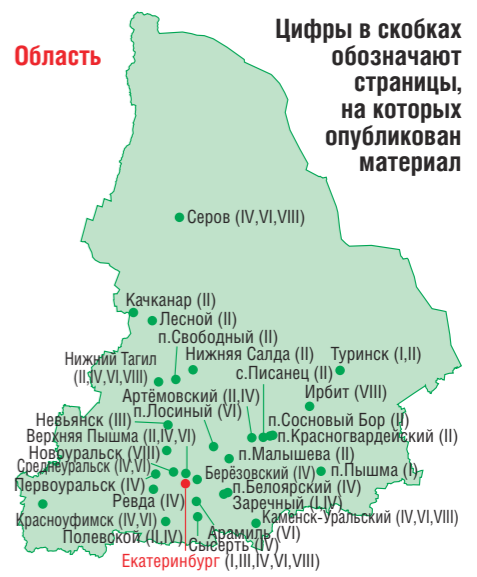 Область
Цифры в скобках
обозначают
страницы,
на которых
опубликован
материал
Серов (IV,VI,VIII)
Качканар (II)
Лесной (II)
п.Свободный (II)
Нижний Тагил
(II,IV,VI,VIII)
Нижняя Салда (II)
Туринск (I,II)
с.Писанец (II)
Ирбит (VIII)
Артёмовский (II,IV)
п.Лосиный (VI)
Невьянск (III)
п.Сосновый Бор (II)
Верхняя Пышма (II,IV,VI)
п.Красногвардейский (II)
Новоуральск (VIII)
п.Малышева (II)
Среднеуральск (IV,VI)
Берёзовский (IV)
п.Пышма (I)
Первоуральск (IV)
п.Белоярский (IV)
Ревда (IV)
Заречный (I,IV)
Красноуфимск (IV,VI)
Каменск-Уральский (IV,VI,VIII)
Полевской (II,IV)
Арамиль (VI)
Сысерть (IV)
Екатеринбург (I,III,IV,VI,VIII)